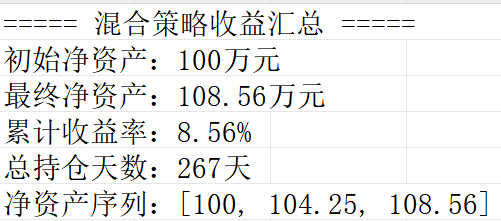 ===== 混合策略收益汇总 =====
初始净资产：100万元
最终净资产：108.56万元
累计收益率：8.56%
总持仓天数：267天
净资产序列：[100, 104.25, 108.56]